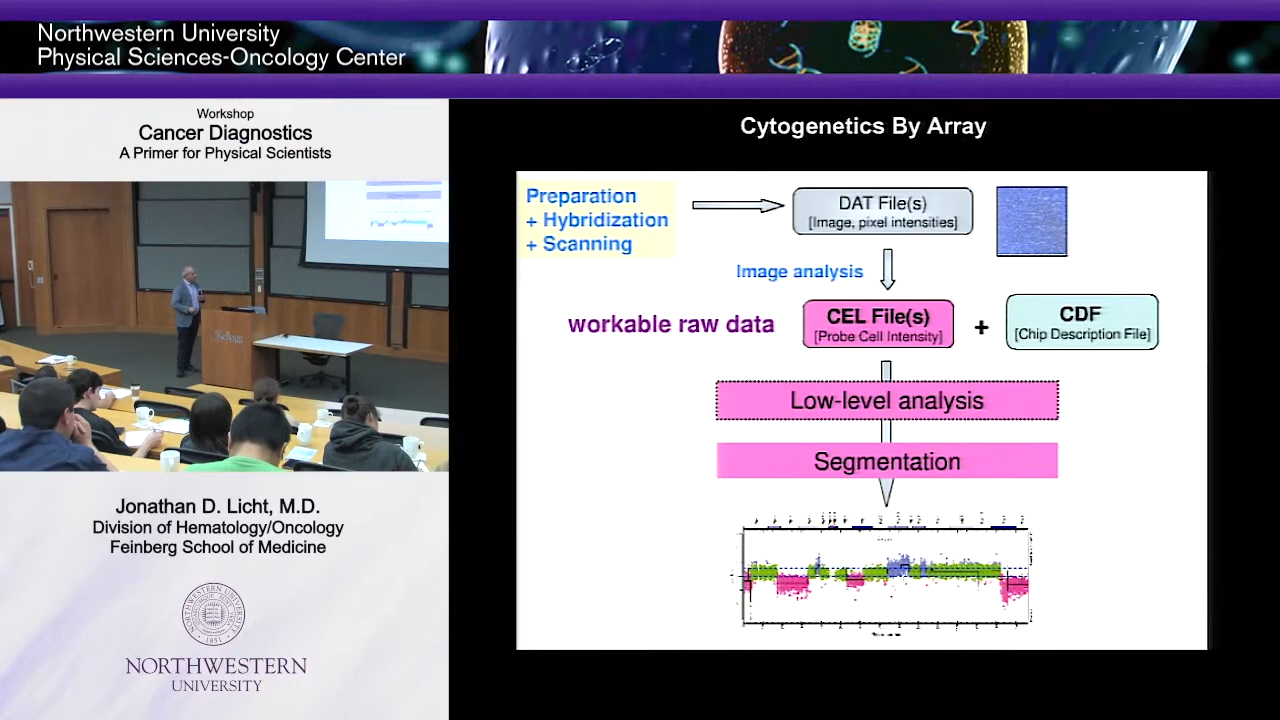 Northwestern University
Physical Sciences-Oncology Center
Workshop
Cancer Diagnostics
A Primer for Physical Scientists
Kellogg
Jonathan D. Licht, M.D.
Division of Hematology/Oncology
Feinberg School of Medicine
1851
NORTHWESTERN
UNIVERSITY
Cytogenetics By Array
Preparation
+ Hybridization
+ Scanning
DAT File(s)
[Image, pixel intensities]
Image analysis
workable raw data
CEL File(s)
[Probe Cell Intensity]
+
CDF
[Chip Description File]
Low-level analysis
Segmentation